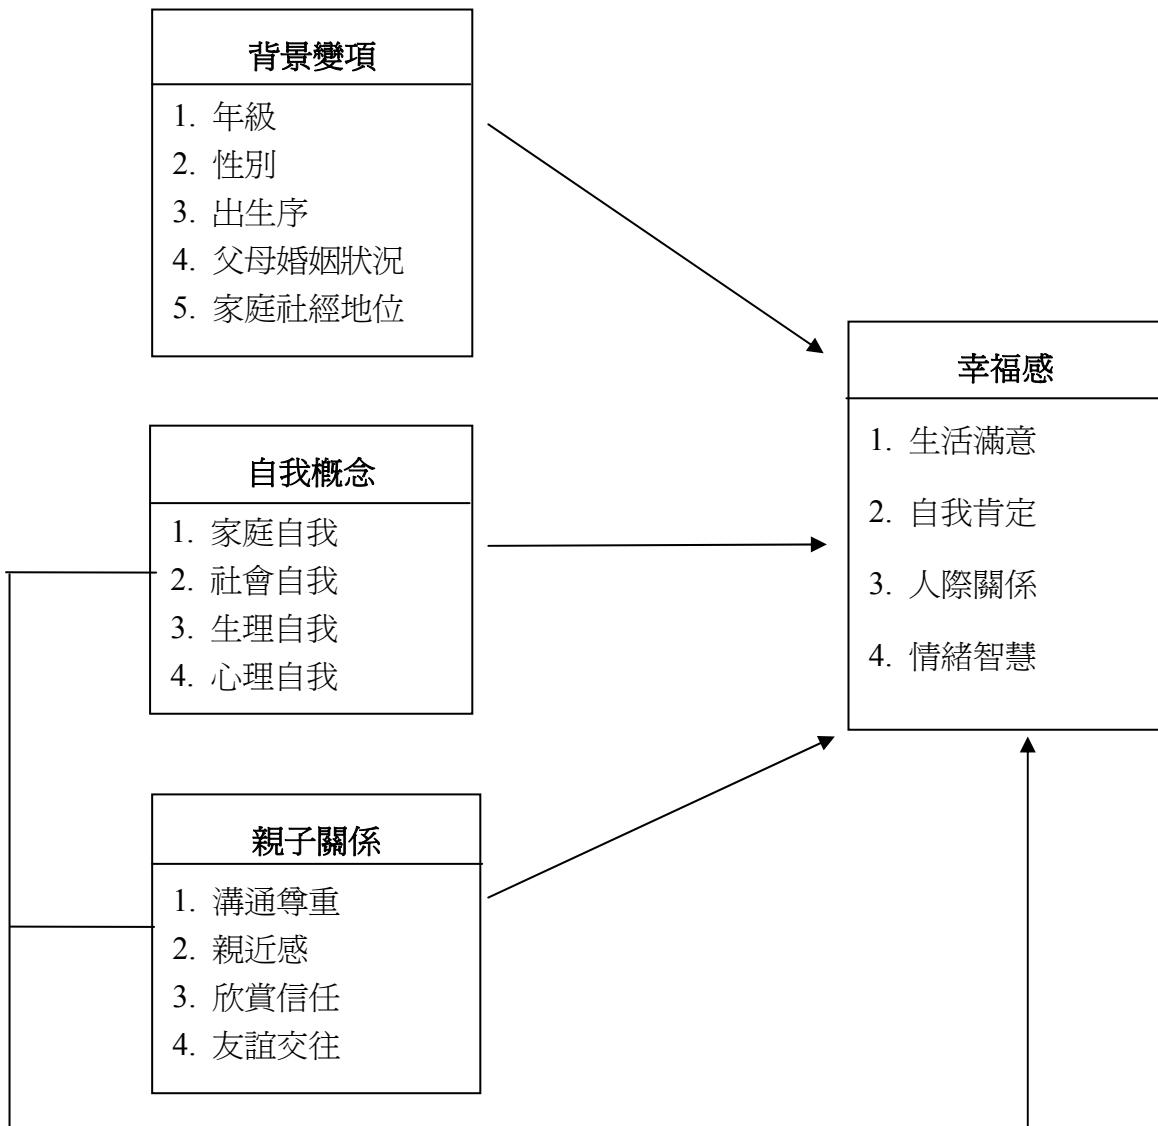 背景變項
1. 年級
2. 性別
3. 出生序
4. 父母婚姻狀況
5. 家庭社經地位
自我概念
1. 家庭自我
2. 社會自我
3. 生理自我
4. 心理自我
親子關係
1. 溝通尊重
2. 親近感
3. 欣賞信任
4. 友誼交往
幸福感
1. 生活滿意
2. 自我肯定
3. 人際關係
4. 情緒智慧